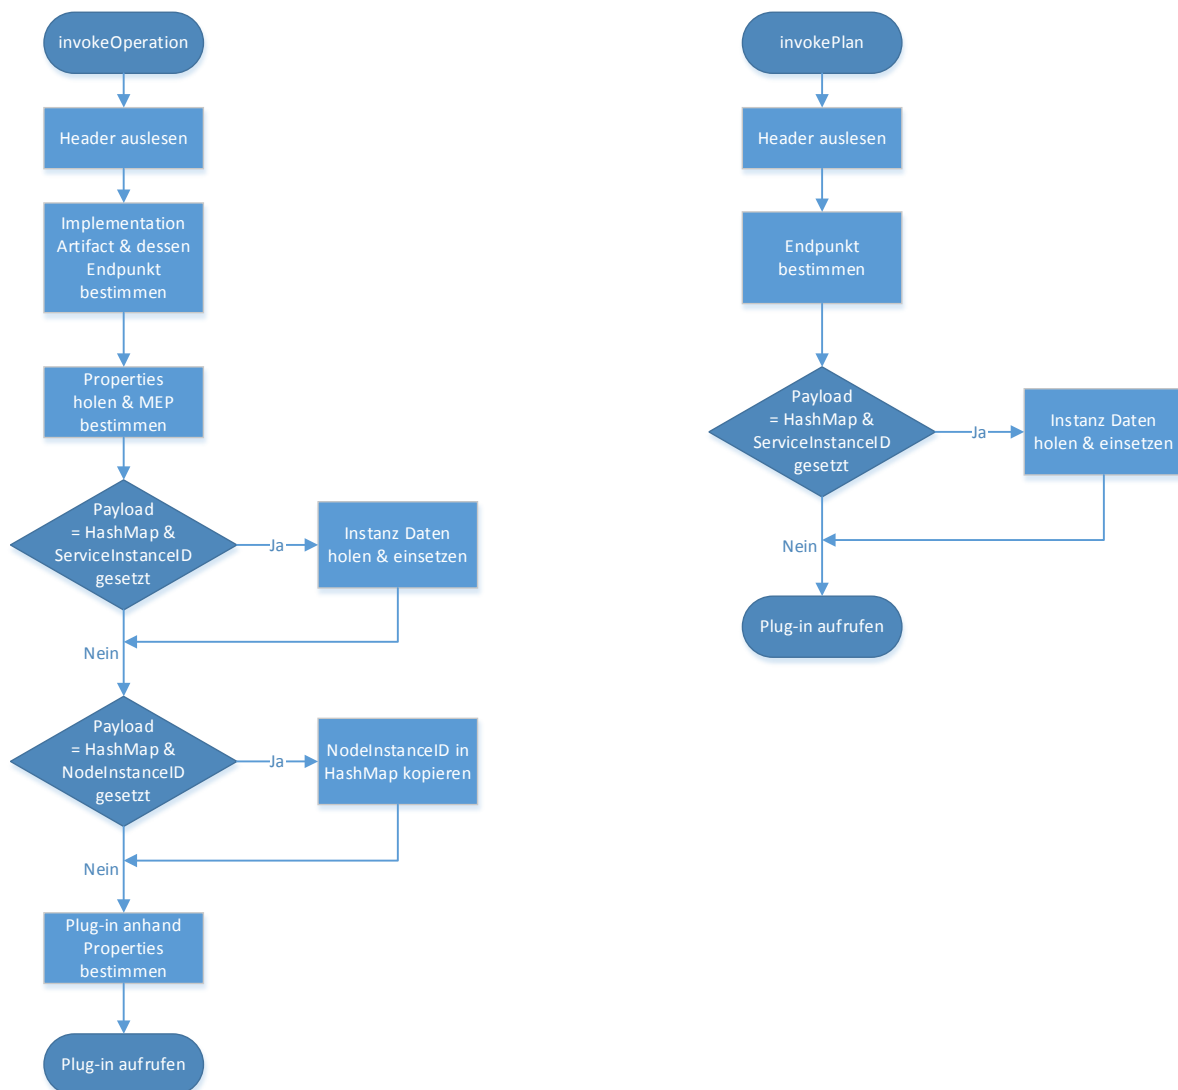 invokeOperation
Header auslesen
Implementation
Artifact & dessen
Endpunkt
bestimmen
Properties
holen & MEP
bestimmen
Payload
= HashMap &
ServiceInstanceID
gesetzt
Ja
Instanz Daten
holen & einsetzen
Nein
Payload
= HashMap &
NodeInstanceID
gesetzt
Ja
NodeInstanceID in
HashMap kopieren
Nein
Plug-in anhand
Properties
bestimmen
Plug-in aufrufen
invokePlan
Header auslesen
Endpunkt
bestimmen
Payload
= HashMap &
ServiceInstanceID
gesetzt
Ja
Instanz Daten
holen & einsetzen
Nein
Plug-in aufrufen